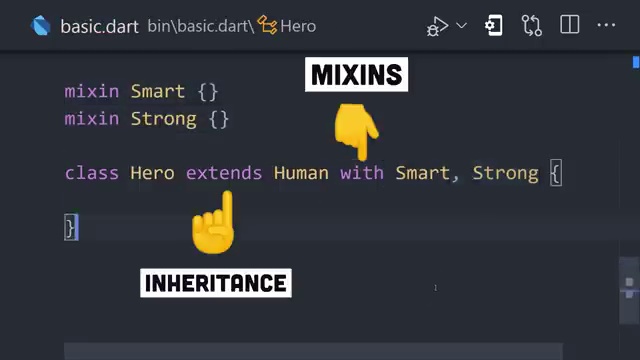 basic.dart bin\basic.dart\ Hero
MIXINS
mixin Smart {}
mixin Strong {}
class Hero extends Human with Smart, Strong {
}
INHERITANCE